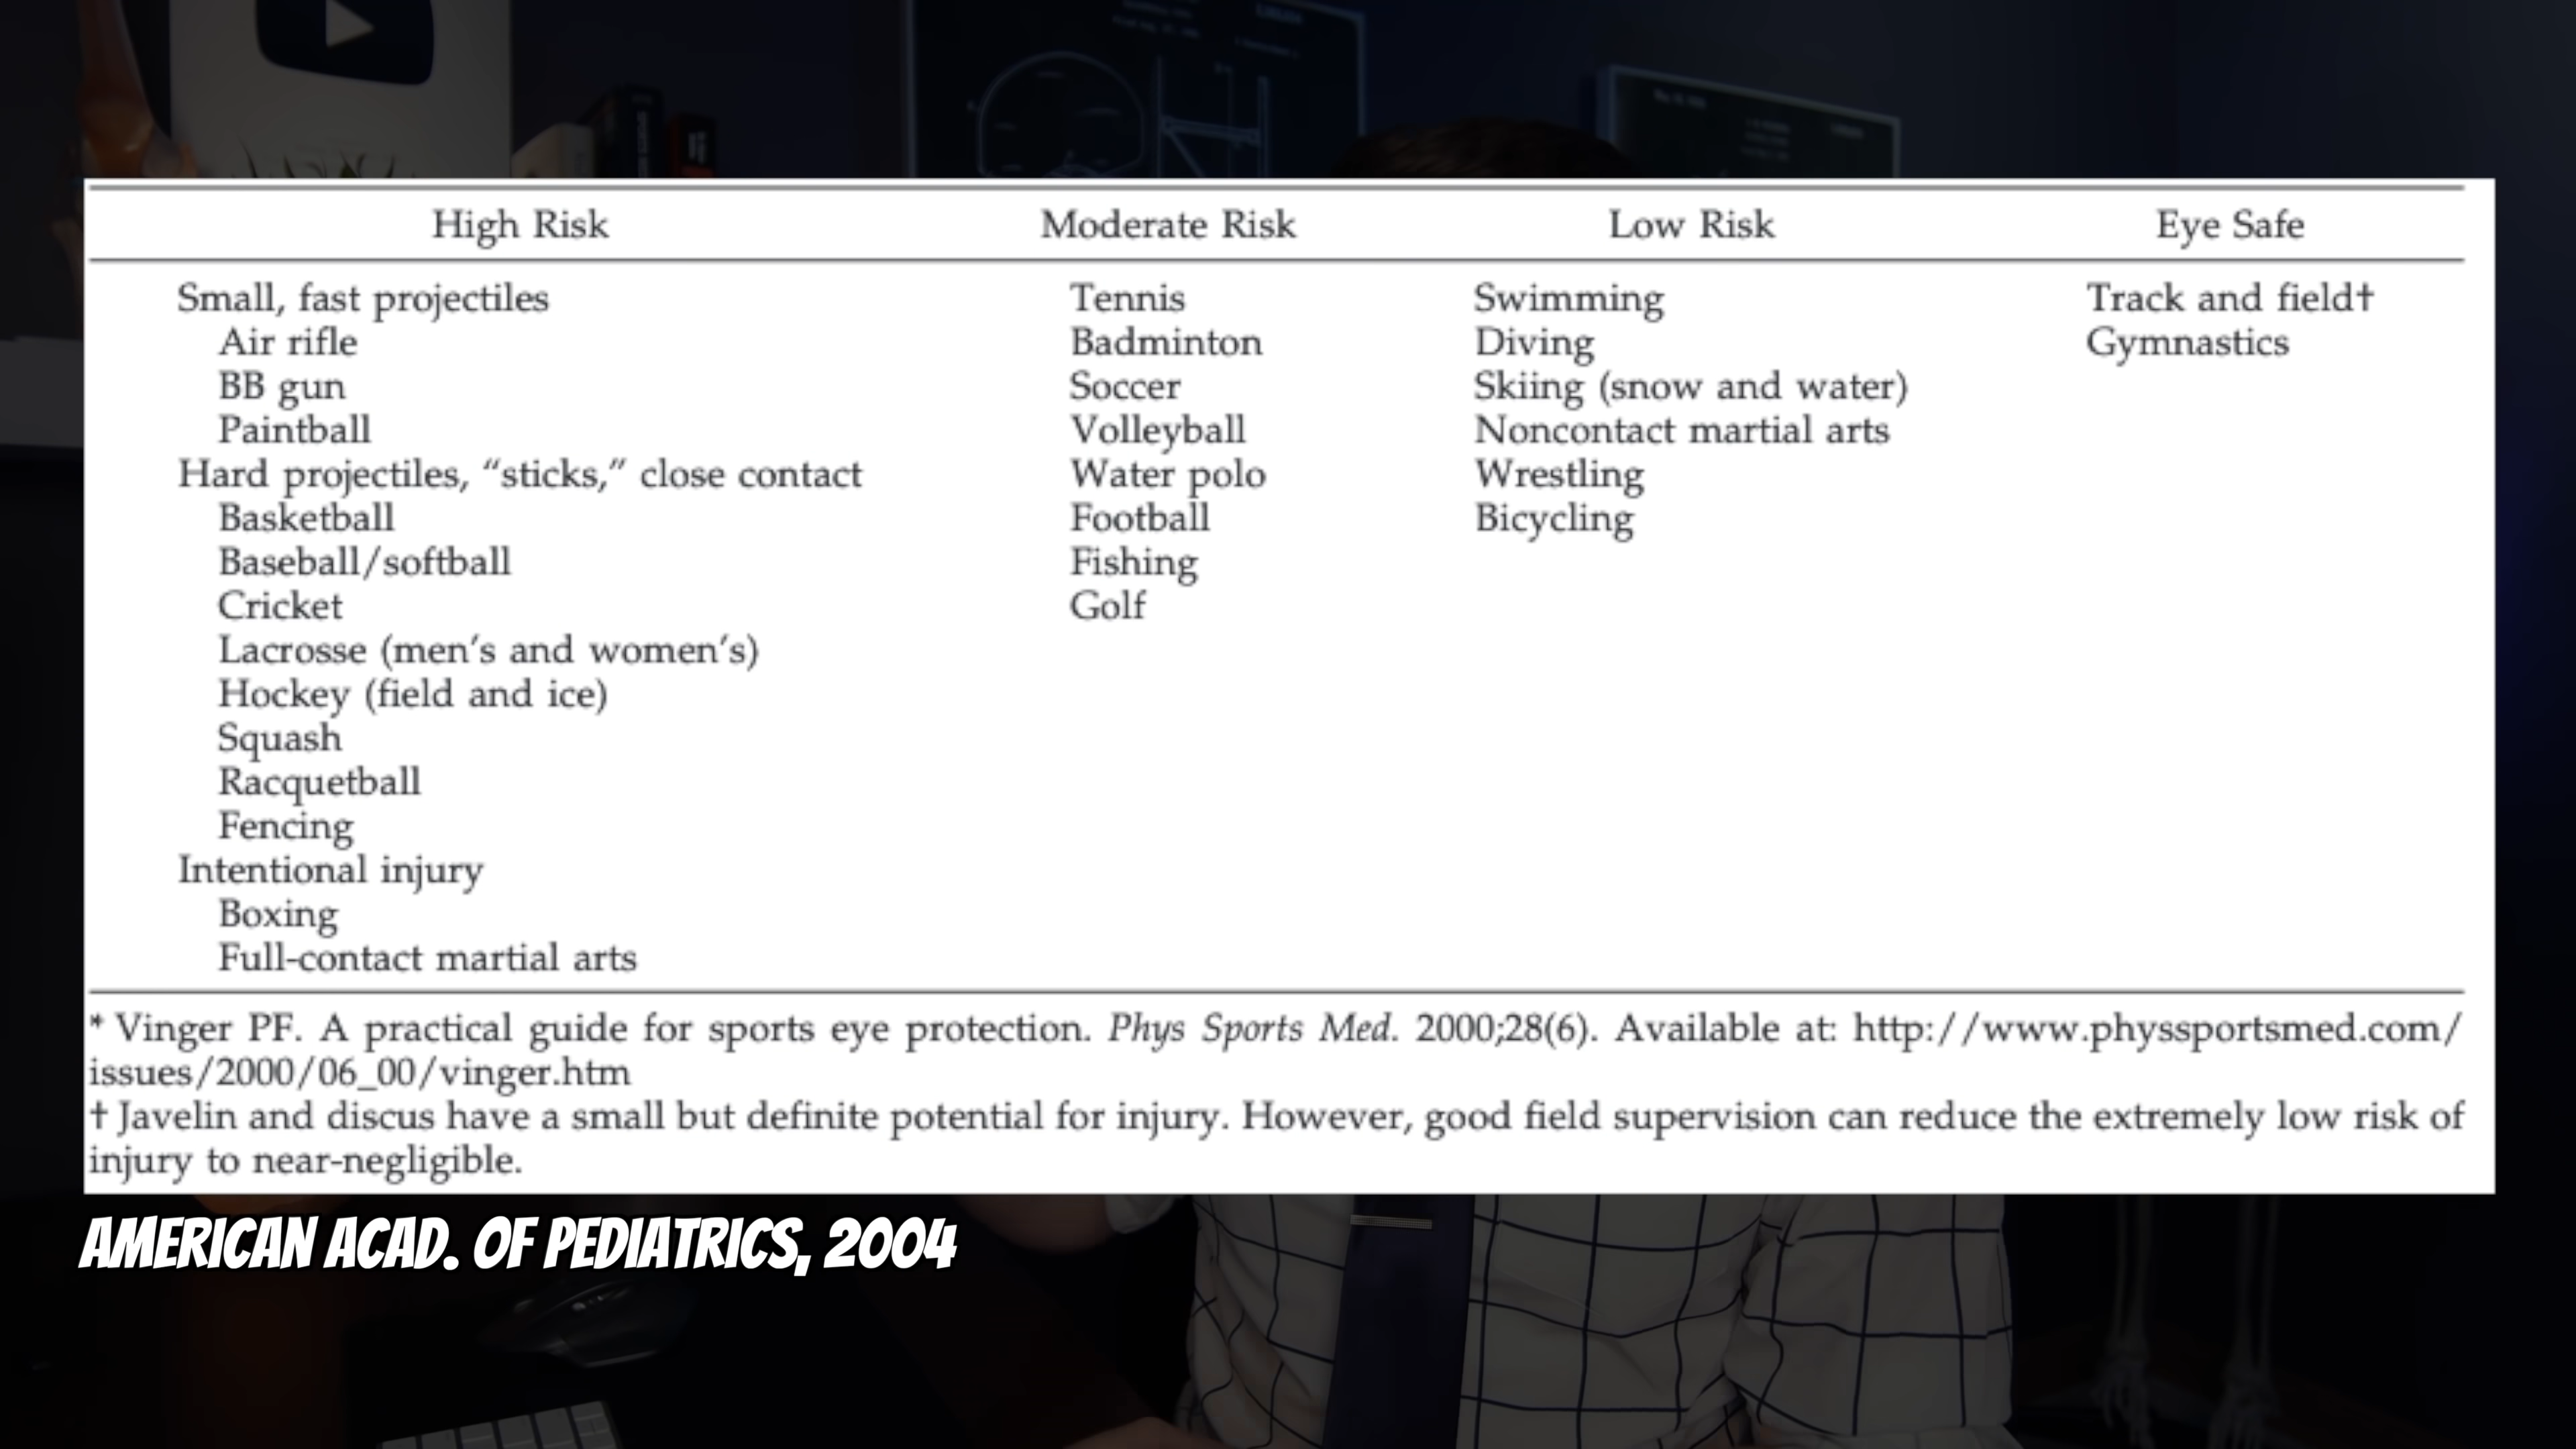 High Risk Moderate Risk Low Risk Eye Safe
Small, fast projectiles Tennis Swimming Track and field†
Air rifle Badminton Diving Gymnastics
BB gun Soccer Skiing (snow and water)
Paintball Volleyball Noncontact martial arts
Hard projectiles, “sticks,” close contact Water polo Wrestling
Basketball Football Bicycling
Baseball/softball Fishing
Cricket Golf
Lacrosse (men’s and women’s)
Hockey (field and ice)
Squash
Racquetball
Fencing
Intentional injury
Boxing
Full-contact martial arts
* Vinger PF. A practical guide for sports eye protection. Phys Sports Med. 2000;28(6). Available at: http://www.physsportsmed.com/
issues/2000/06_00/vinger.htm
† Javelin and discus have a small but definite potential for injury. However, good field supervision can reduce the extremely low risk of
injury to near-negligible.
AMERICAN ACAD. OF PEDIATRICS, 2004